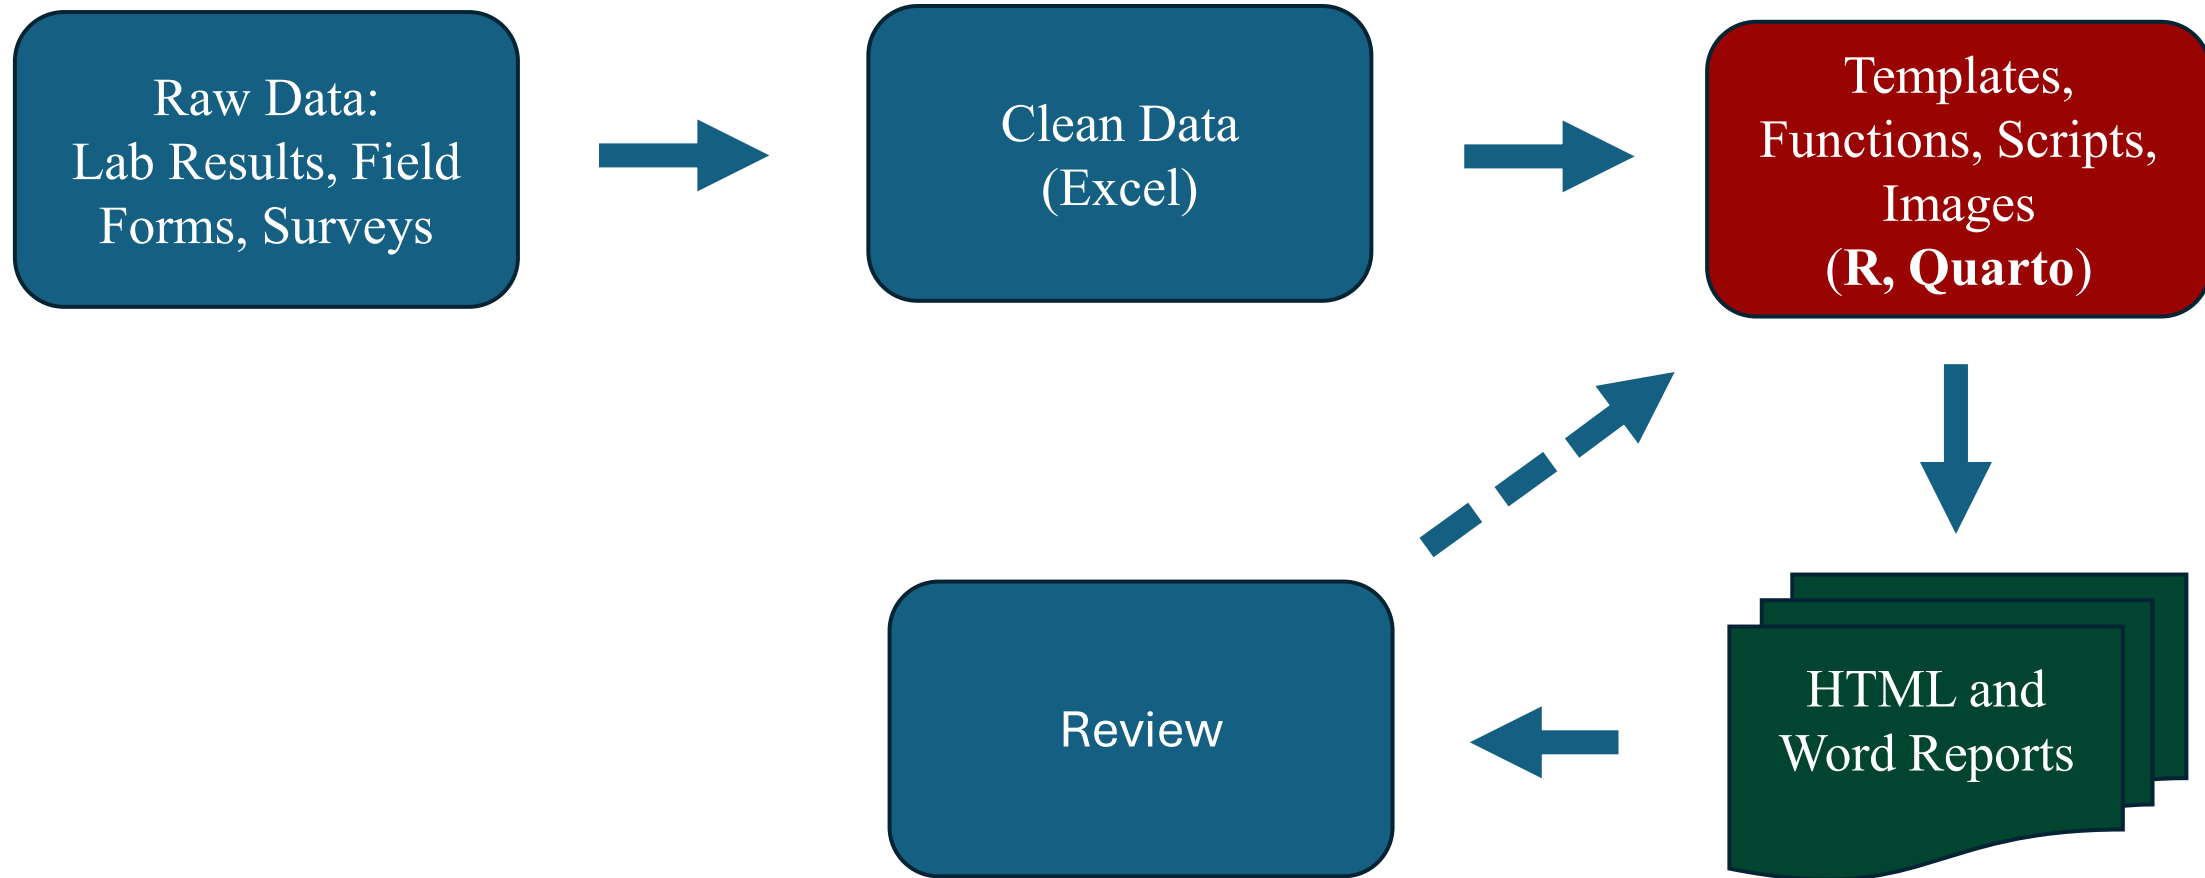 Raw Data:
Lab Results, Field
Forms, Surveys
Clean Data
(Excel)
Templates,
Functions, Scripts,
Images
(R, Quarto)
HTML and
Word Reports
Review